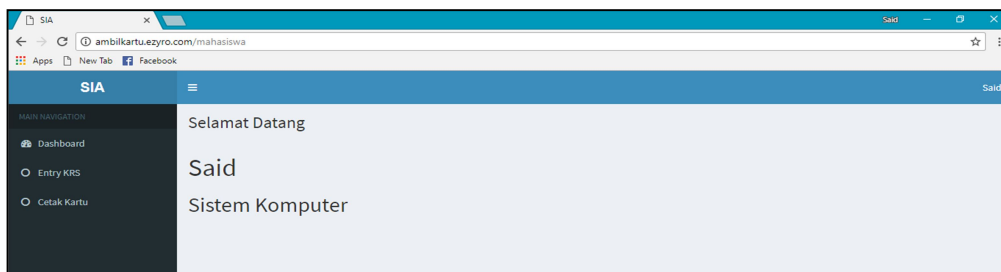 SIA
Said
ambilkartu.ezyro.com/mahasiswa
Apps New Tab Facebook
SIA
Said
MAIN NAVIGATION
Dashboard
Entry KRS
Cetak Kartu
Selamat Datang
Said
Sistem Komputer